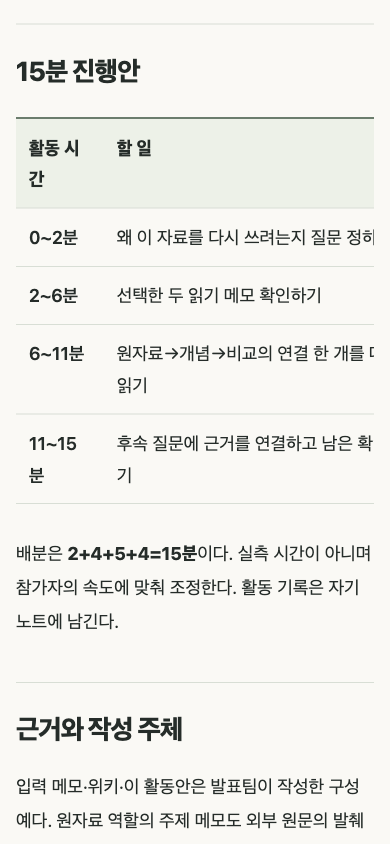 15분 진행안
활동 시 할 일
간
0~2분 왜 이 자료를 다시 쓰려는지 질문 정하
2~6분 선택한 두 읽기 메모 확인하기
6~11분 원자료→개념→비교의 연결 한 개를
읽기
11~15 후속 질문에 근거를 연결하고 남은 확
분 기
배분은 2+4+5+4=15분이다. 실측 시간이 아니며
참가자의 속도에 맞춰 조정한다. 활동 기록은 자기
노트에 남긴다.
근거와 작성 주체
입력 메모·위키·이 활동안은 발표팀이 작성한 구성
예다. 원자료 역할의 주제 메모도 외부 원문의 발췌